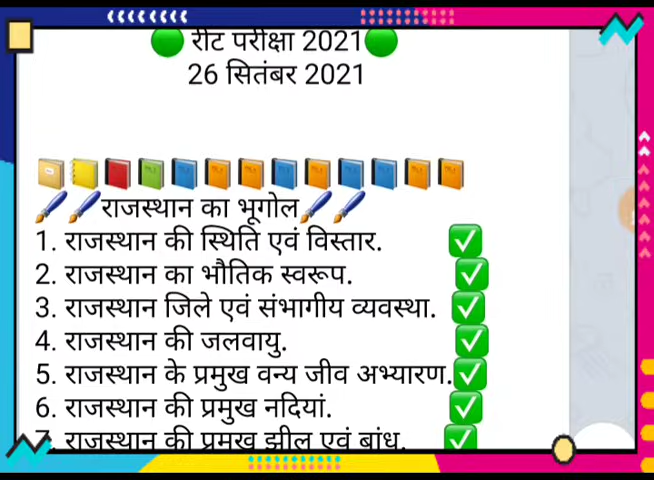 रीट परीक्षा 2021
26 सितंबर 2021
राजस्थान का भूगोल
1. राजस्थान की स्थिति एवं विस्तार.
2. राजस्थान का भौतिक स्वरूप.
3. राजस्थान जिले एवं संभागीय व्यवस्था.
4. राजस्थान की जलवायु.
5. राजस्थान के प्रमुख वन्य जीव अभ्यारण.
6. राजस्थान की प्रमुख नदियां.
7. राजस्थान की प्रमुख झील एवं बांध.